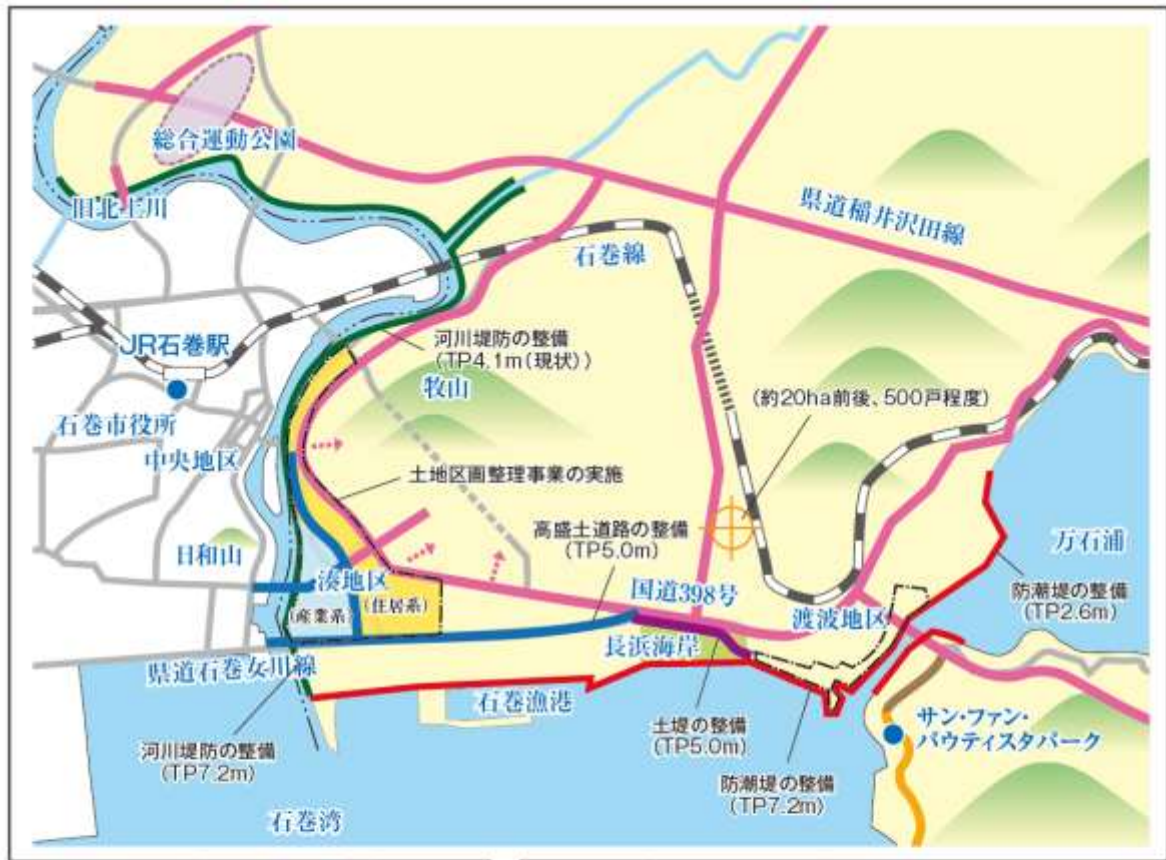 総合運動公園
旧北上川
県道稲井沢田線
石巻線
JR石巻駅
河川堤防の整備
(TP4.1m(現状))
牧山
(約20ha前後、500戸程度)
石巻市役所
中央地区
土地区画整理事業の実施
高盛土道路の整備
(TP5.0m)
日和山
万石浦
湊地区
(産業系)
(住居系)
国道398号
防潮堤の整備
(TP2.6m)
渡波地区
長浜海岸
県道石巻女川線
石巻漁港
サン・ファン・
バウティスタパーク
土堤の整備
(TP5.0m)
河川堤防の整備
(TP7.2m)
防潮堤の整備
(TP7.2m)
石巻湾